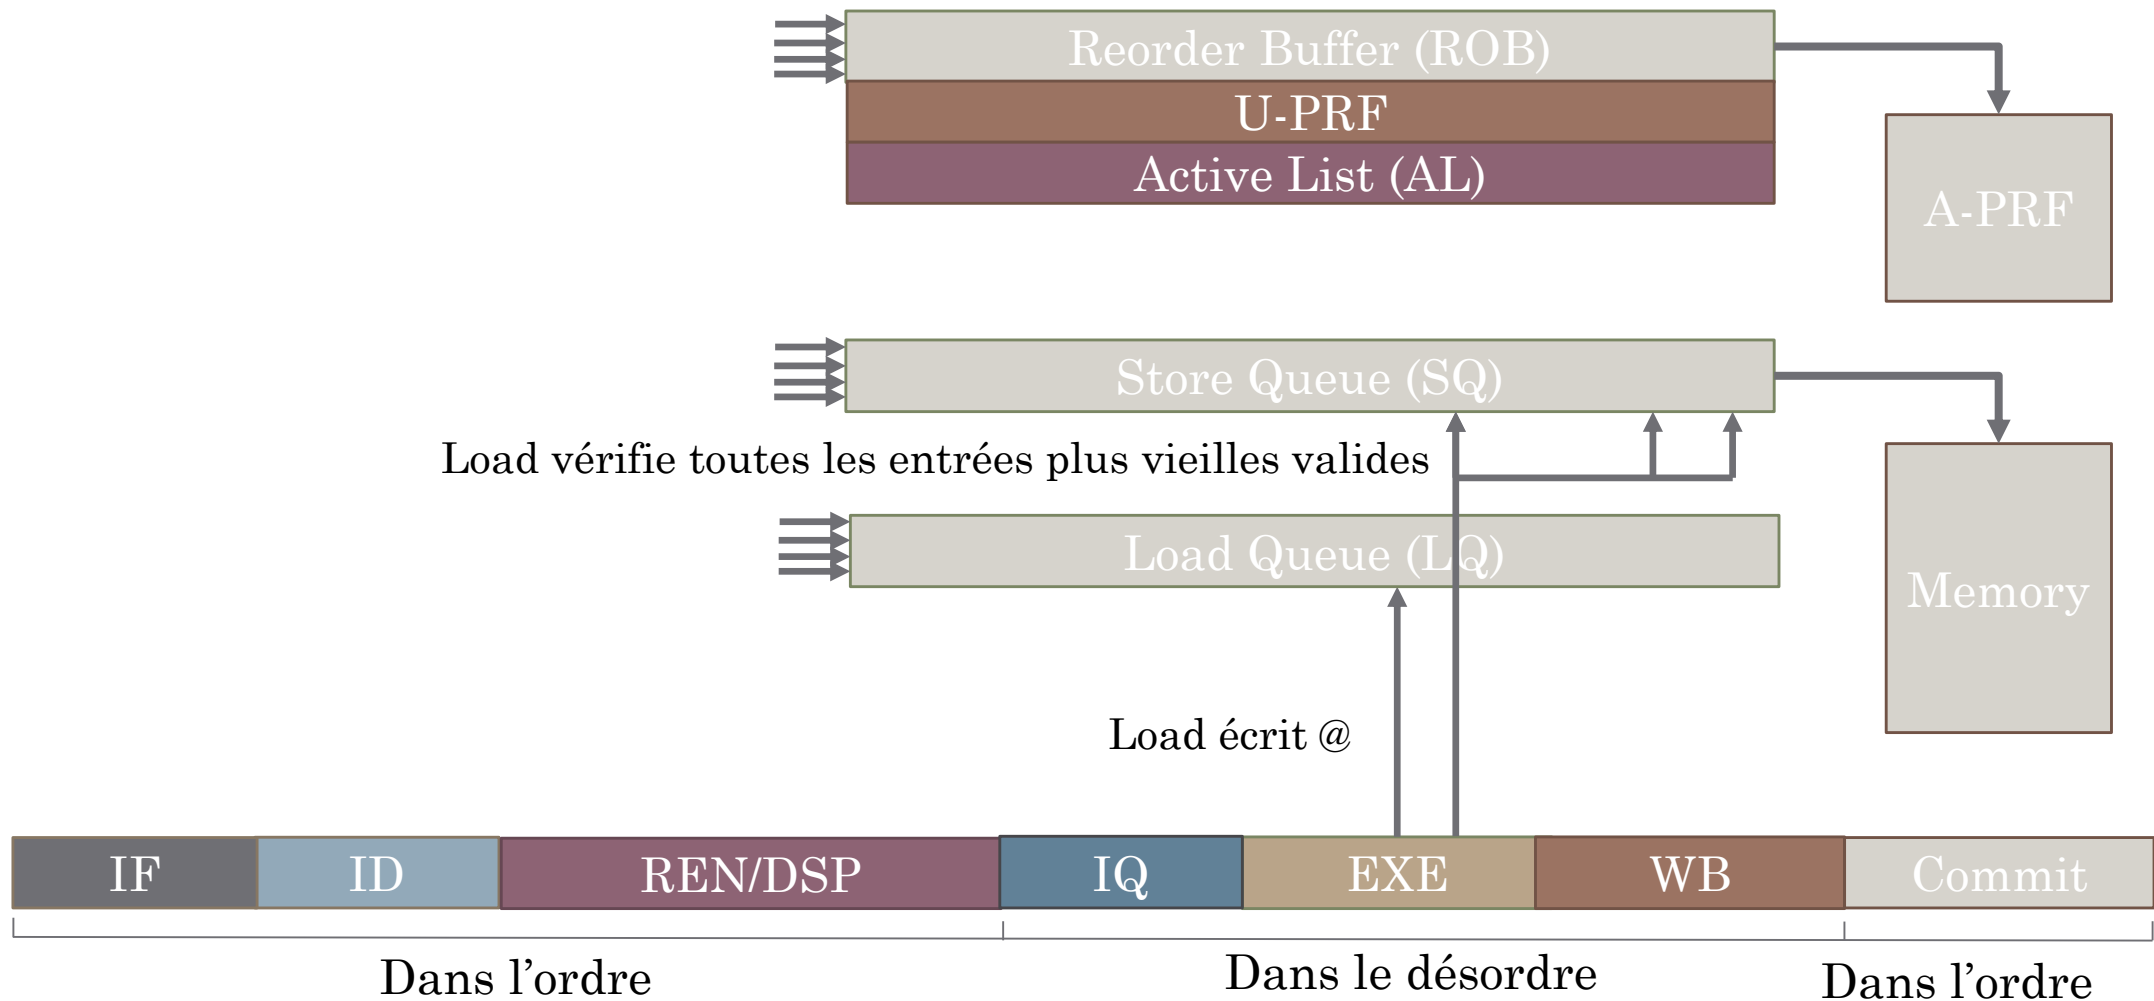 Reorder Buffer (ROB)
U-PRF
Active List (AL)
A-PRF
Store Queue (SQ)
Load vérifie toutes les entrées plus vieilles valides
Load Queue (LQ)
Memory
Load écrit @
IF
ID
REN/DSP
IQ
EXE
WB
Commit
Dans l'ordre
Dans le désordre
Dans l'ordre